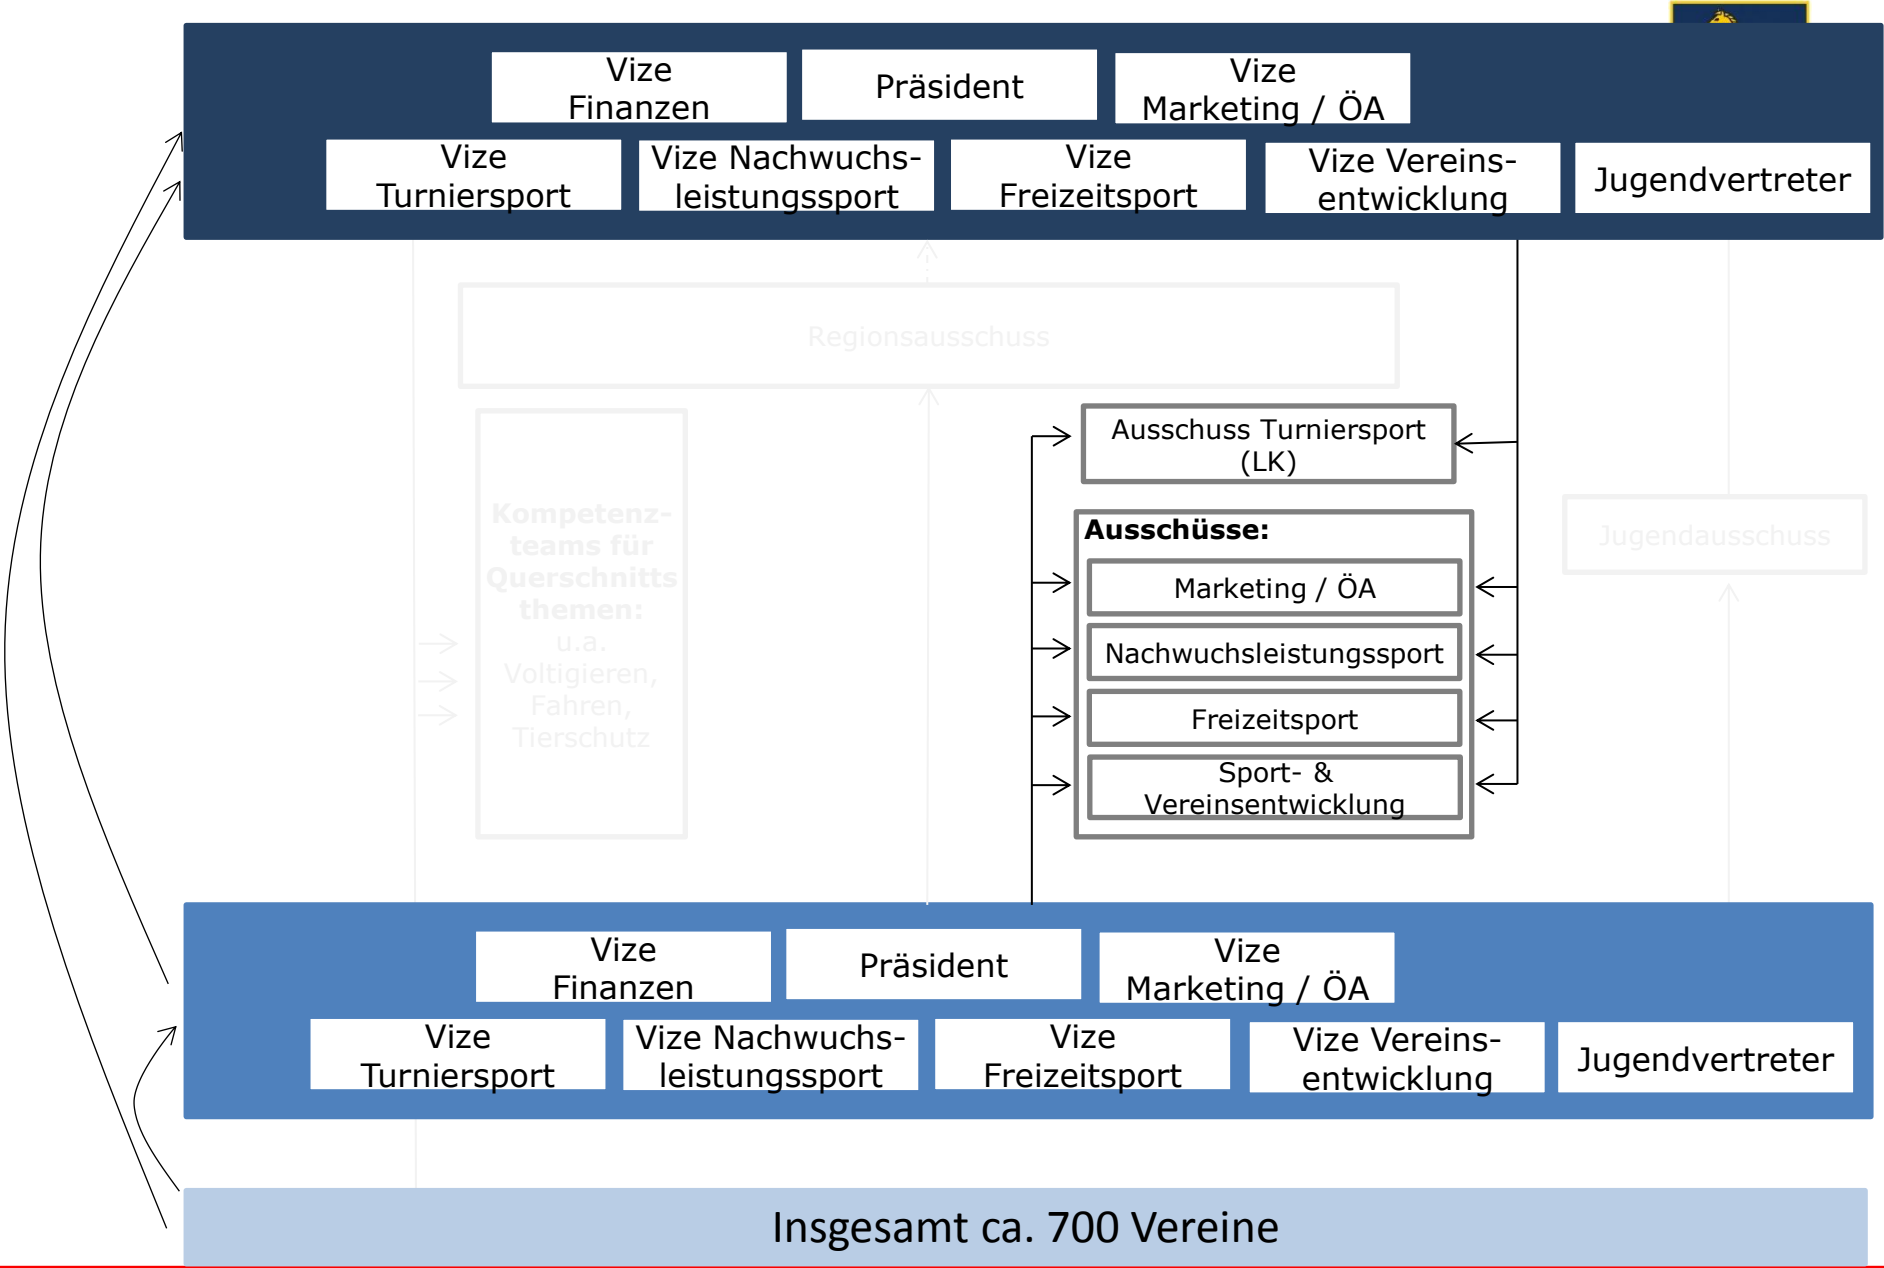 Vize
Finanzen
Präsident
Vize
Marketing / ÖA
Vize
Turniersport
Vize Nachwuchs-
leistungssport
Vize
Freizeitsport
Vize Vereins-
entwicklung
Jugendvertreter
Regionsausschuss
Kompetenz-
teams für
Querschnitts
themen:
u.a.
Voltigieren,
Fahren,
Tierschutz
Ausschuss Turniersport
(LK)
Ausschüsse:
Marketing / ÖA
Nachwuchsleistungssport
Freizeitsport
Sport- &
Vereinsentwicklung
Jugendausschuss
Vize
Finanzen
Präsident
Vize
Marketing / ÖA
Vize
Turniersport
Vize Nachwuchs-
leistungssport
Vize
Freizeitsport
Vize Vereins-
entwicklung
Jugendvertreter
Insgesamt ca. 700 Vereine